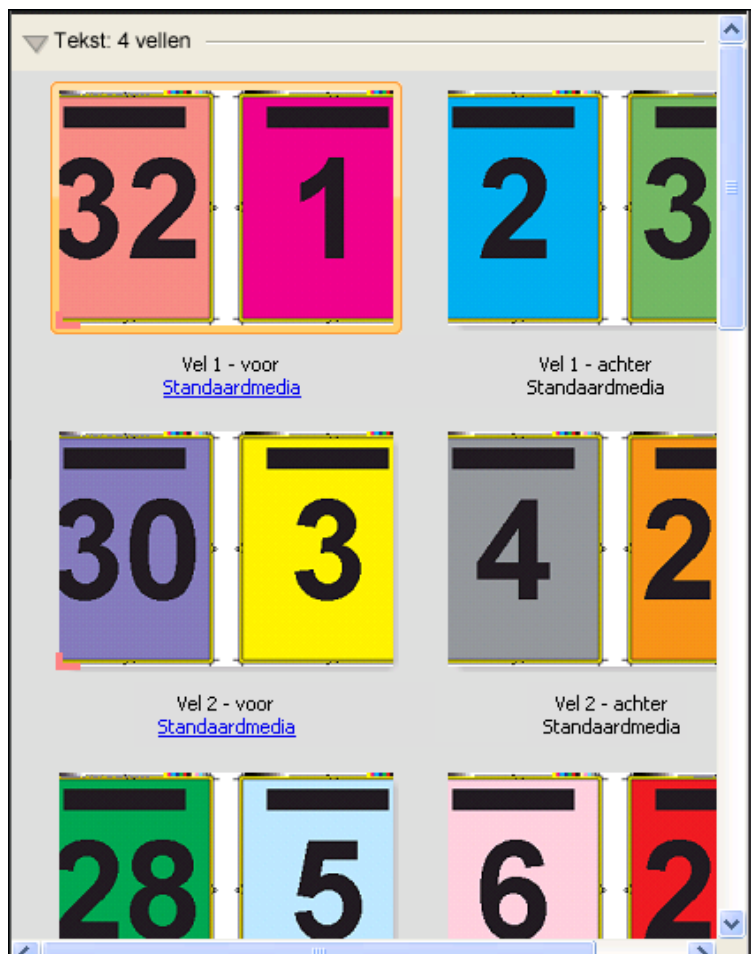 Tekst: 4 vellen
32 1 2 3
Vel 1 - voor Vel 1 - achter
Standaardmedia Standaardmedia
30 3 4 2
Vel 2 - voor Vel 2 - achter
Standaardmedia Standaardmedia
28 5 6 2